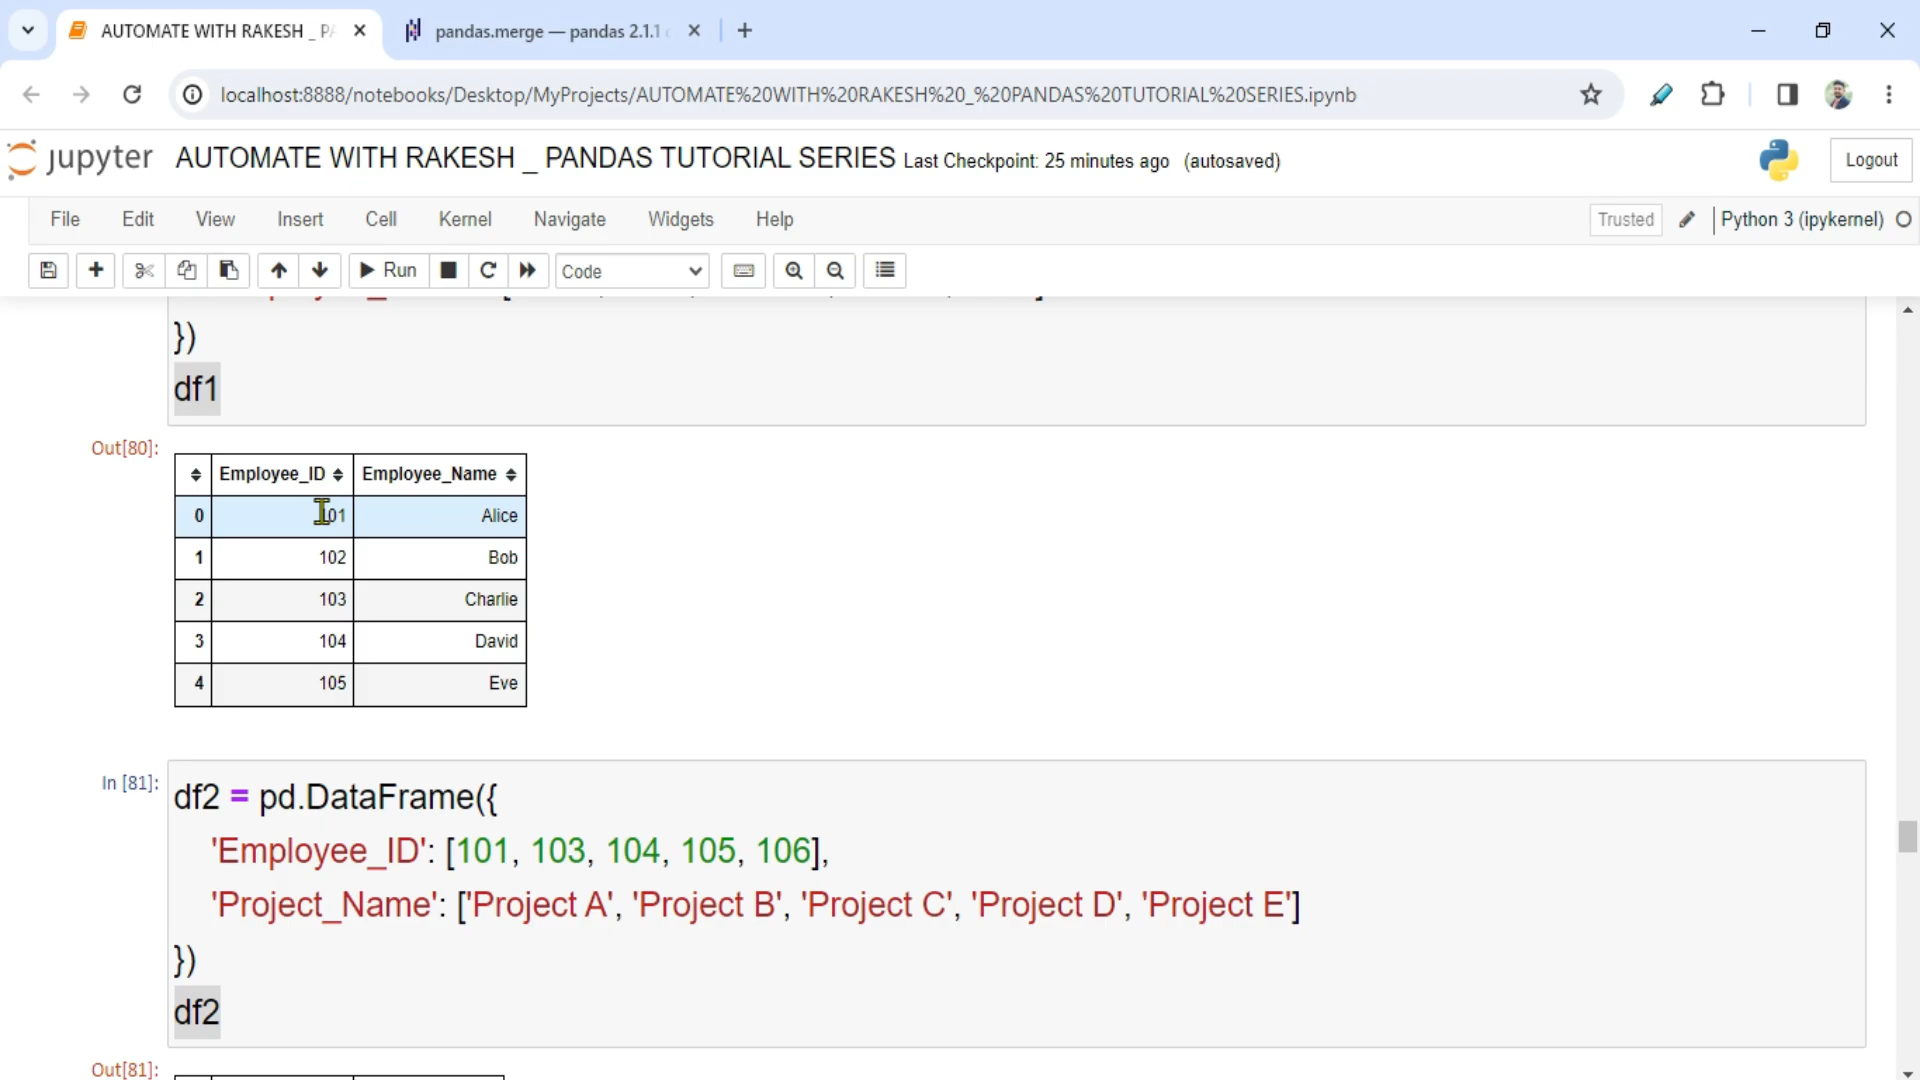 AUTOMATE WITH RAKESH _ PA
pandas.merge — pandas 2.1.1
localhost:8888/notebooks/Desktop/MyProjects/AUTOMATE%20WITH%20RAKESH%20_%20PANDAS%20TUTORIAL%20SERIES.ipynb
jupyter AUTOMATE WITH RAKESH _ PANDAS TUTORIAL SERIES Last Checkpoint: 25 minutes ago (autosaved) Logout
File Edit View Insert Cell Kernel Navigate Widgets Help Trusted Python 3 (ipykernel)
Run Code
})
df1
Out[80]:
Employee_ID Employee_Name
0 101 Alice
1 102 Bob
2 103 Charlie
3 104 David
4 105 Eve
In [81]: df2 = pd.DataFrame({
'Employee_ID': [101, 103, 104, 105, 106],
'Project_Name': ['Project A', 'Project B', 'Project C', 'Project D', 'Project E']
})
df2
Out[81]: